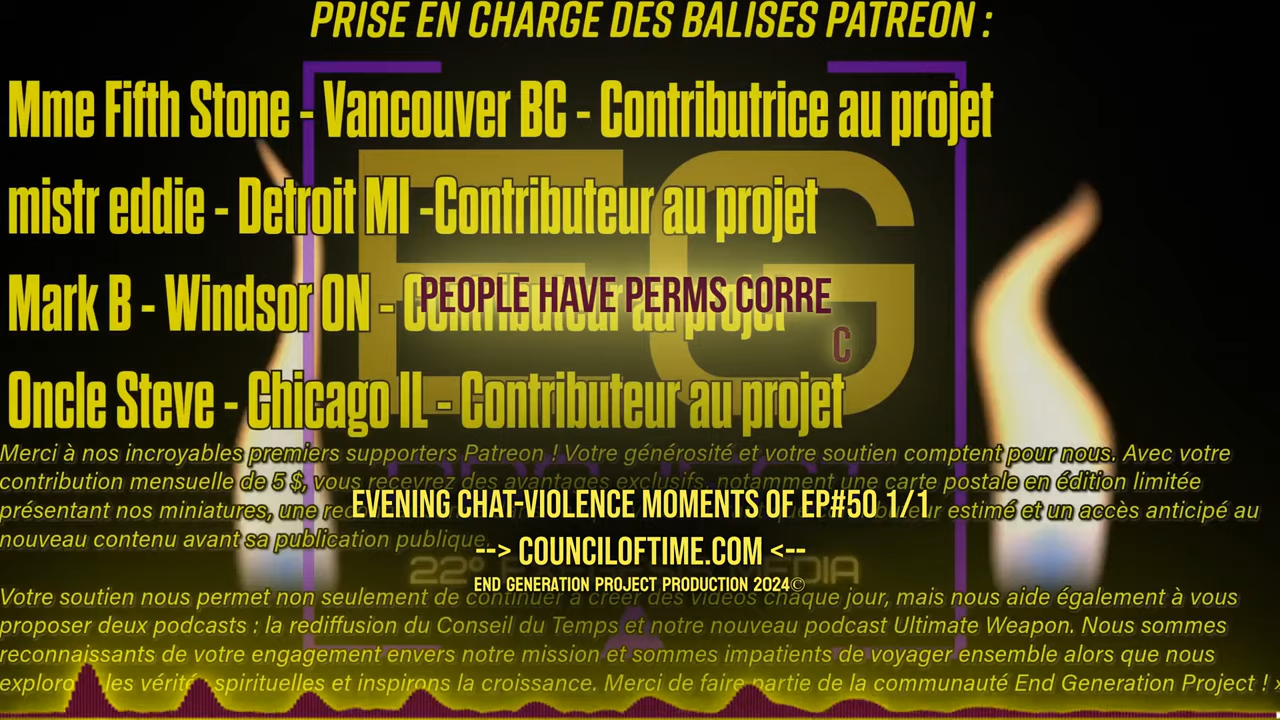 PRISE EN CHARGE DES BALISES PATREON :
Mme Fifth Stone - Vancouver BC - Contributrice au projet
mistr eddie - Detroit MI -Contributeur au projet
Mark B - Windsor ON - Contributeur au projet
PEOPLE HAVE PERMS CORRE
C
Oncle Steve - Chicago IL - Contributeur au projet
EG
Merci à nos incroyables premiers supporters Patreon ! Votre générosité et votre soutien comptent pour nous. Avec votre
contribution mensuelle de 5 $, vous recevrez des avantages exclusifs, notamment une carte postale en édition limitée
présentant nos miniatures, une estimé et un accès anticipé au
EVENING CHAT-VIOLENCE MOMENTS OF EP#50 1/1
nouveau contenu avant sa publication publique.
--> COUNCILOFTIME.COM <--
22°
END GENERATION PROJECT PRODUCTION 2024©
Votre soutien nous permet non seulement de continuer à créer des vidéos chaque jour, mais nous aide également à vous
proposer deux podcasts : la rediffusion du Conseil du Temps et notre nouveau podcast Ultimate Weapon. Nous sommes
reconnaissants de votre engagement envers notre mission et sommes impatients de voyager ensemble alors que nous
les vérités spirituelles et inspirons la croissance. Merci de faire partie de la communauté End Generation Project ! »